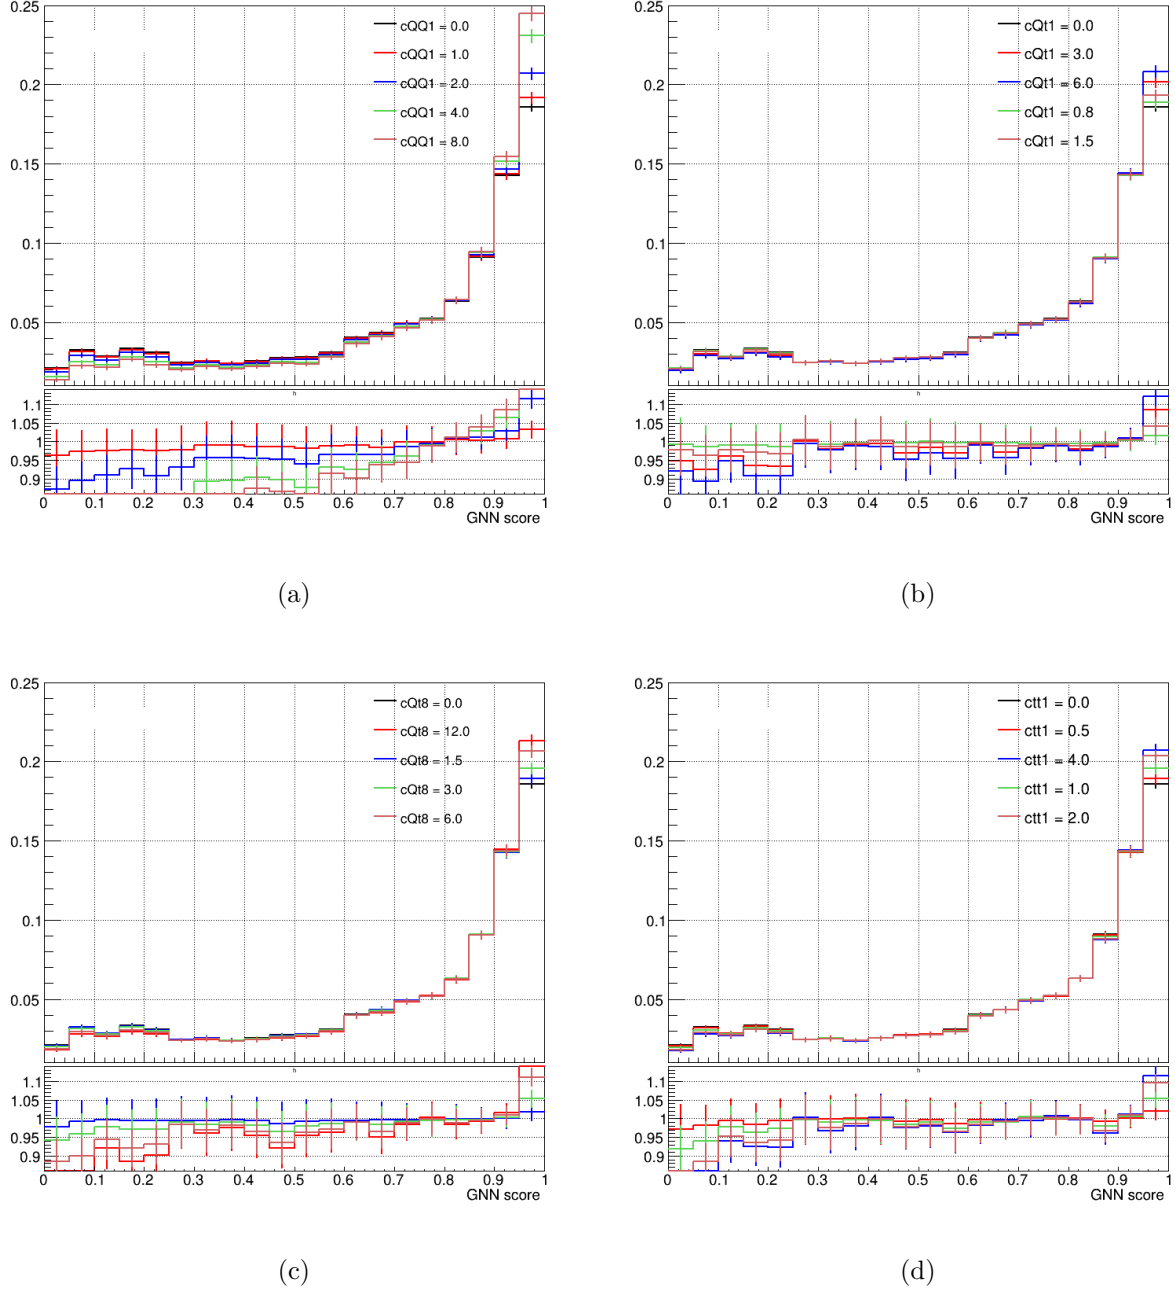 0.25
0.2
0.15
0.1
0.05
cQQ1 = 0.0
cQQ1 = 1.0
cQQ1 = 2.0
cQQ1 = 4.0
cQQ1 = 8.0
1.1
1.05
1
0.95
0.9
0 0.1 0.2 0.3 0.4 0.5 0.6 0.7 0.8 0.9 1
GNN score
(a)
0.25
0.2
0.15
0.1
0.05
cQt1 = 0.0
cQt1 = 3.0
cQt1 = 6.0
cQt1 = 0.8
cQt1 = 1.5
1.1
1.05
1
0.95
0.9
0 0.1 0.2 0.3 0.4 0.5 0.6 0.7 0.8 0.9 1
GNN score
(b)
0.25
0.2
0.15
0.1
0.05
cQt8 = 0.0
cQt8 = 12.0
cQt8 = 1.5
cQt8 = 3.0
cQt8 = 6.0
1.1
1.05
1
0.95
0.9
0 0.1 0.2 0.3 0.4 0.5 0.6 0.7 0.8 0.9 1
GNN score
(c)
0.25
0.2
0.15
0.1
0.05
ctt1 = 0.0
ctt1 = 0.5
ctt1 = 4.0
ctt1 = 1.0
ctt1 = 2.0
1.1
1.05
1
0.95
0.9
0 0.1 0.2 0.3 0.4 0.5 0.6 0.7 0.8 0.9 1
GNN score
(d)